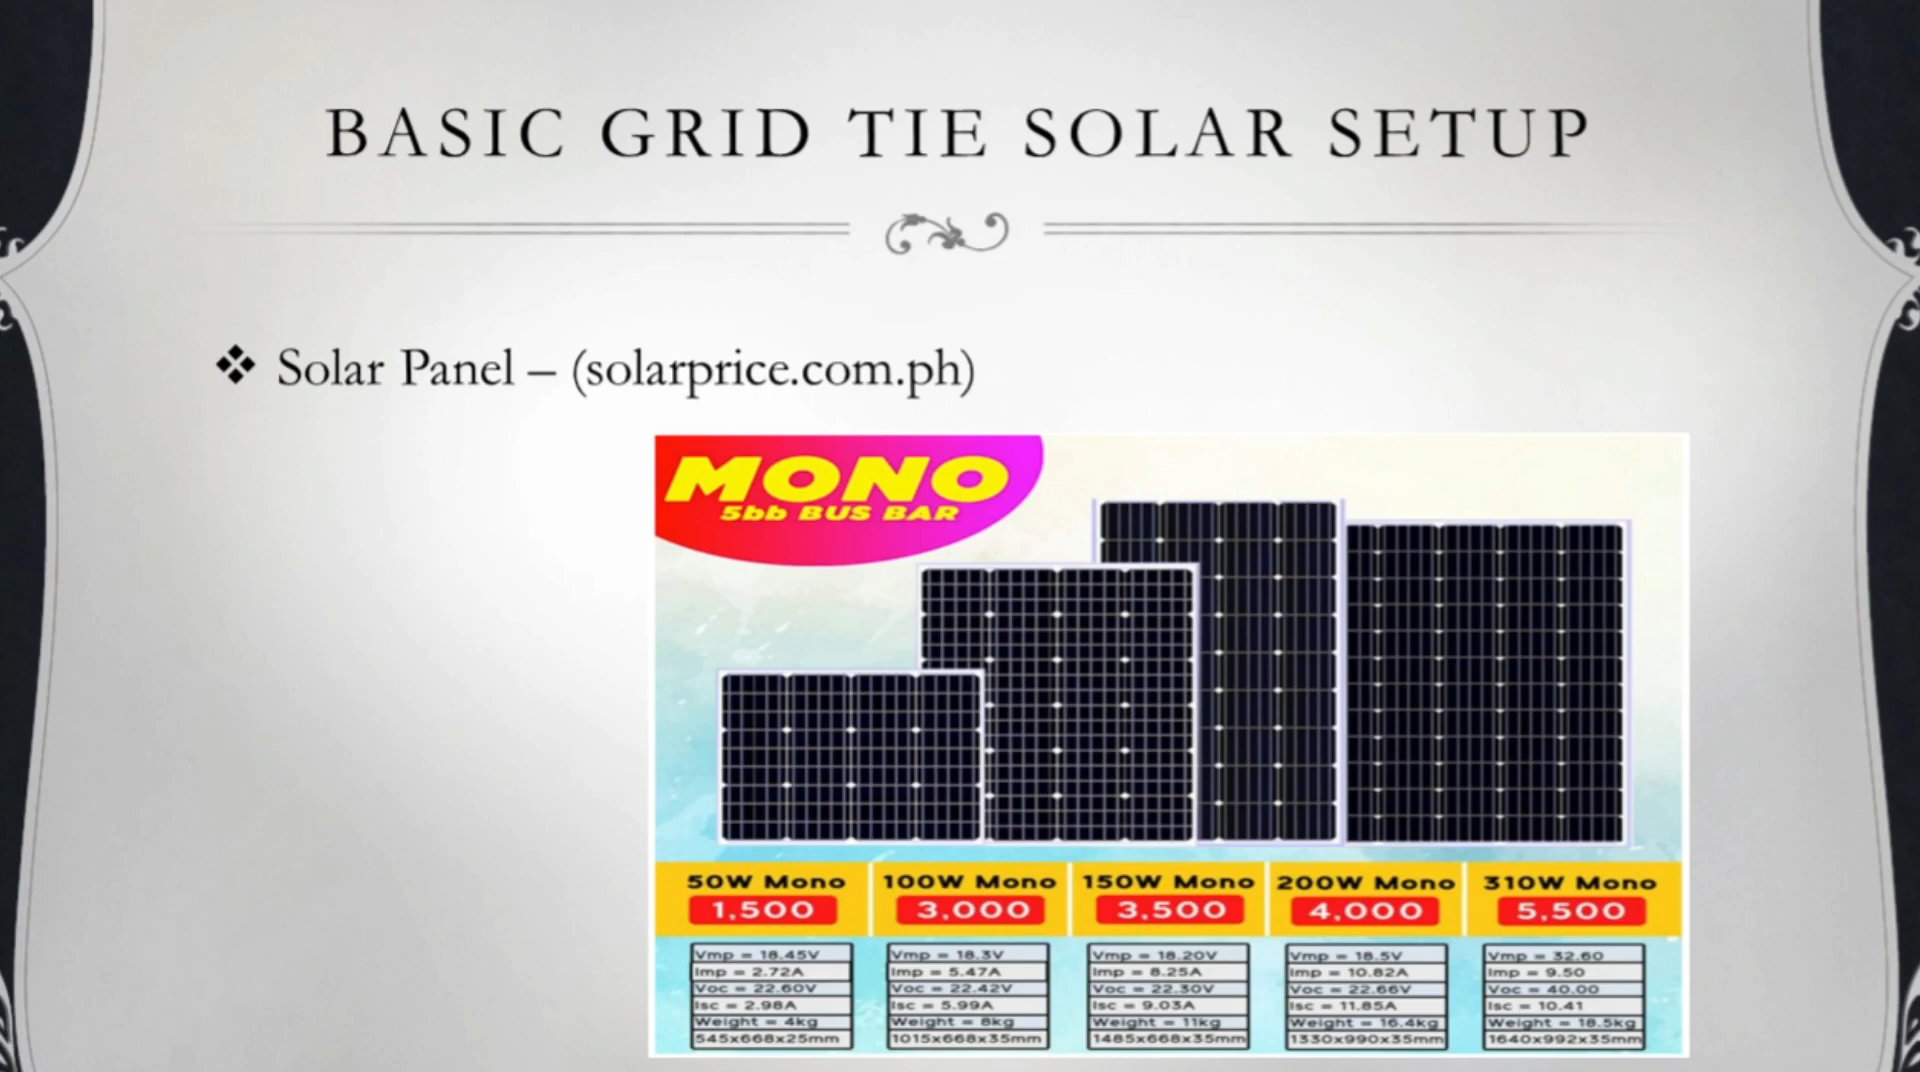 BASIC GRID TIE SOLAR SETUP
❖ Solar Panel – (solarprice.com.ph)
MONO
5bb BUS BAR
50W Mono
1,500
100W Mono
3,000
150W Mono
3,500
200W Mono
4,000
310W Mono
5,500
Vmp = 18.45V
Imp = 2.72A
Voc = 22.60V
Isc = 2.98A
Weight = 4kg
545x668x25mm
Vmp = 18.3V
Imp = 5.47A
Voc = 22.42V
Isc = 5.99A
Weight = 8kg
1015x668x35mm
Vmp = 18.20V
Imp = 8.25A
Voc = 22.30V
Isc = 9.03A
Weight = 11kg
1485x668x35mm
Vmp = 18.5V
Imp = 10.82A
Voc = 22.66V
Isc = 11.85A
Weight = 16.4kg
1330x990x35mm
Vmp = 32.60
Imp = 9.50
Voc = 40.00
Isc = 10.41
Weight = 18.5kg
1640x992x35mm